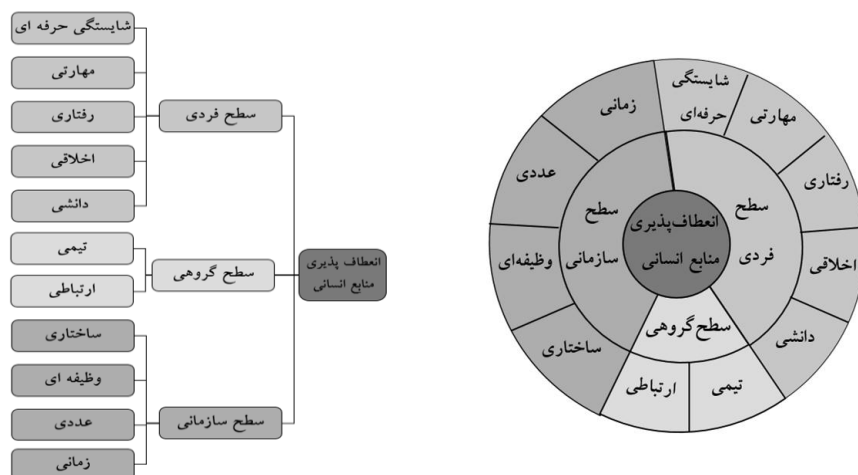 شایستگی حرفه ای
مهارتی
رفتاری
اخلاقی
دانشی
تیمی
ارتباطی
ساختاری
وظیفه ای
عددی
زمانی
سطح فردی
سطح گروهی
سطح سازمانی
انعطاف پذیری
منابع انسانی
شایستگی
حرفه‌ای
مهارتی
رفتاری
اخلاقی
دانشی
تیمی
ارتباطی
ساختاری
وظیفه‌ای
عددی
زمانی
سطح
فردی
سطح گروهی
سطح
سازمانی
انعطاف‌پذیری
منابع انسانی